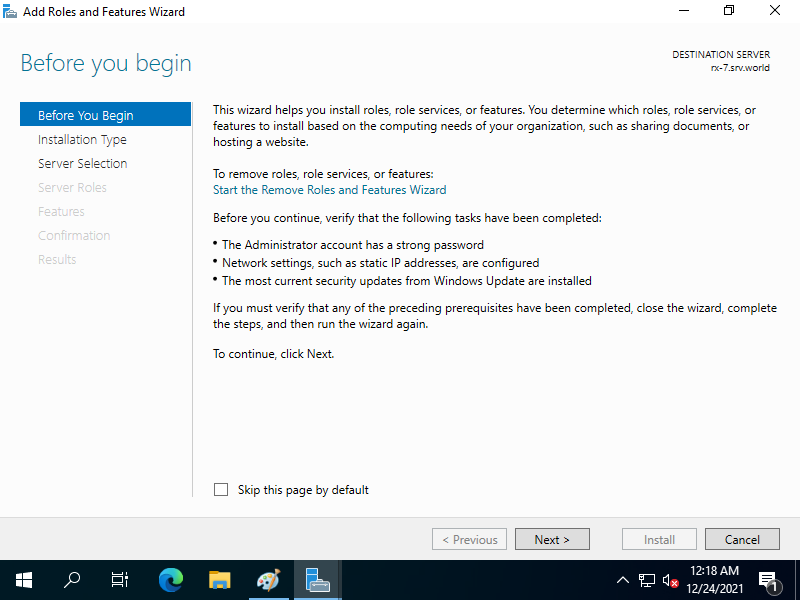 Add Roles and Features Wizard
Before you begin
DESTINATION SERVER
rx-7.srv.world
Before You Begin
Installation Type
Server Selection
Server Roles
Features
Confirmation
Results
This wizard helps you install roles, role services, or features. You determine which roles, role services, or
features to install based on the computing needs of your organization, such as sharing documents, or
hosting a website.
To remove roles, role services, or features:
Start the Remove Roles and Features Wizard
Before you continue, verify that the following tasks have been completed:
• The Administrator account has a strong password
• Network settings, such as static IP addresses, are configured
• The most current security updates from Windows Update are installed
If you must verify that any of the preceding prerequisites have been completed, close the wizard, complete
the steps, and then run the wizard again.
To continue, click Next.
Skip this page by default
< Previous
Next >
Install
Cancel
12:18 AM
12/24/2021
1